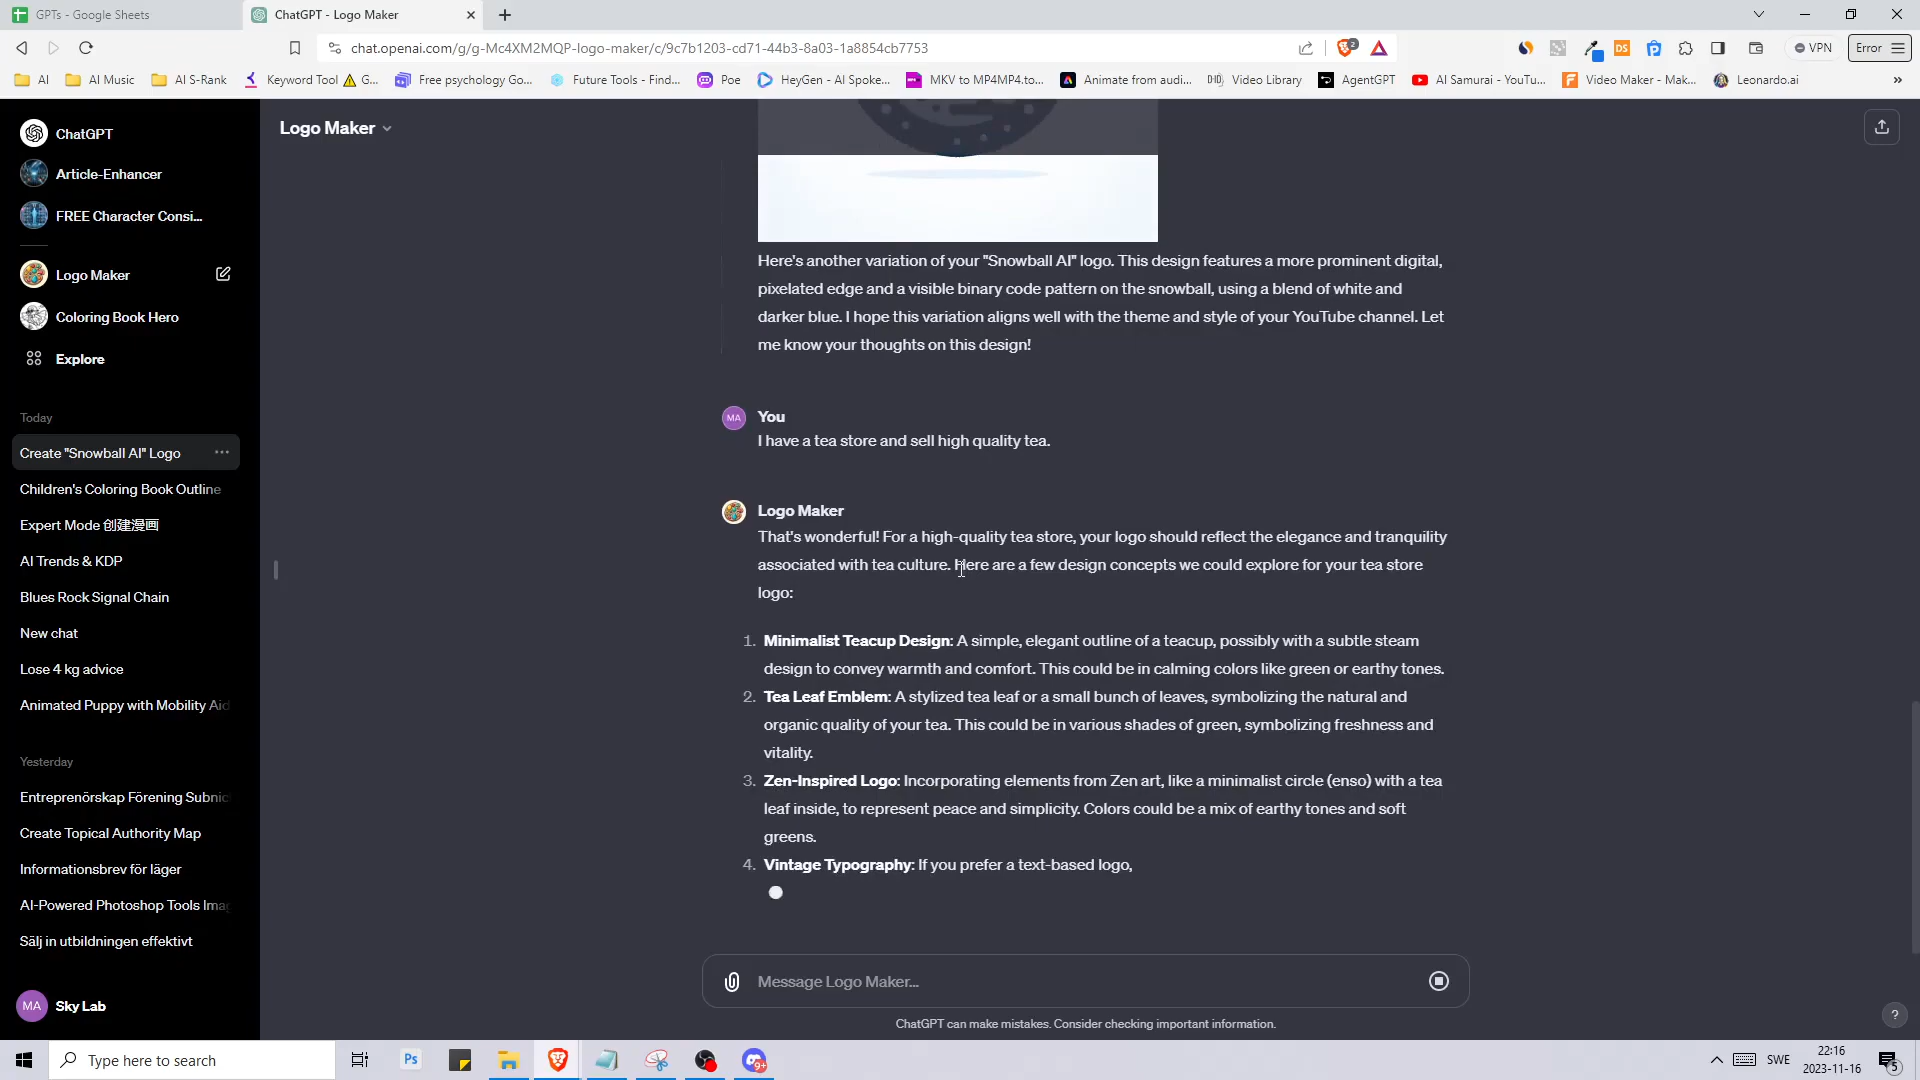 GPTs - Google Sheets
ChatGPT - Logo Maker
chat.openai.com/g/g-Mc4XM2MQP-logo-maker/c/9c7b1203-cd71-44b3-8a03-1a8854cb7753
2
VPN
Error
AI
AI Music
AI S-Rank
Keyword Tool
G...
Free psychology Go...
Future Tools - Find...
Poe
HeyGen - AI Spoke...
MKV to MP4MP4.to...
Animate from audi...
Video Library
AgentGPT
AI Samurai - YouTu...
Video Maker - Mak...
Leonardo.ai
»
ChatGPT
Article-Enhancer
FREE Character Consi...
Logo Maker
Coloring Book Hero
Explore
Today
Create "Snowball AI" Logo
Children's Coloring Book Outline
Expert Mode 创建漫画
AI Trends & KDP
Blues Rock Signal Chain
New chat
Lose 4 kg advice
Animated Puppy with Mobility Aid
Yesterday
Entreprenörskap Förening Subnic
Create Topical Authority Map
Informationsbrev för läger
AI-Powered Photoshop Tools Imag
Sälj in utbildningen effektivt
MA
Sky Lab
Logo Maker
Here's another variation of your "Snowball AI" logo. This design features a more prominent digital,
pixelated edge and a visible binary code pattern on the snowball, using a blend of white and
darker blue. I hope this variation aligns well with the theme and style of your YouTube channel. Let
me know your thoughts on this design!
MA
You
I have a tea store and sell high quality tea.
Logo Maker
That's wonderful! For a high-quality tea store, your logo should reflect the elegance and tranquility
associated with tea culture. Here are a few design concepts we could explore for your tea store
logo:
1. Minimalist Teacup Design: A simple, elegant outline of a teacup, possibly with a subtle steam
design to convey warmth and comfort. This could be in calming colors like green or earthy tones.
2. Tea Leaf Emblem: A stylized tea leaf or a small bunch of leaves, symbolizing the natural and
organic quality of your tea. This could be in various shades of green, symbolizing freshness and
vitality.
3. Zen-Inspired Logo: Incorporating elements from Zen art, like a minimalist circle (enso) with a tea
leaf inside, to represent peace and simplicity. Colors could be a mix of earthy tones and soft
greens.
4. Vintage Typography: If you prefer a text-based logo,
Message Logo Maker...
ChatGPT can make mistakes. Consider checking important information.
?
Type here to search
Ps
9+
SWE
22:16
2023-11-16
5